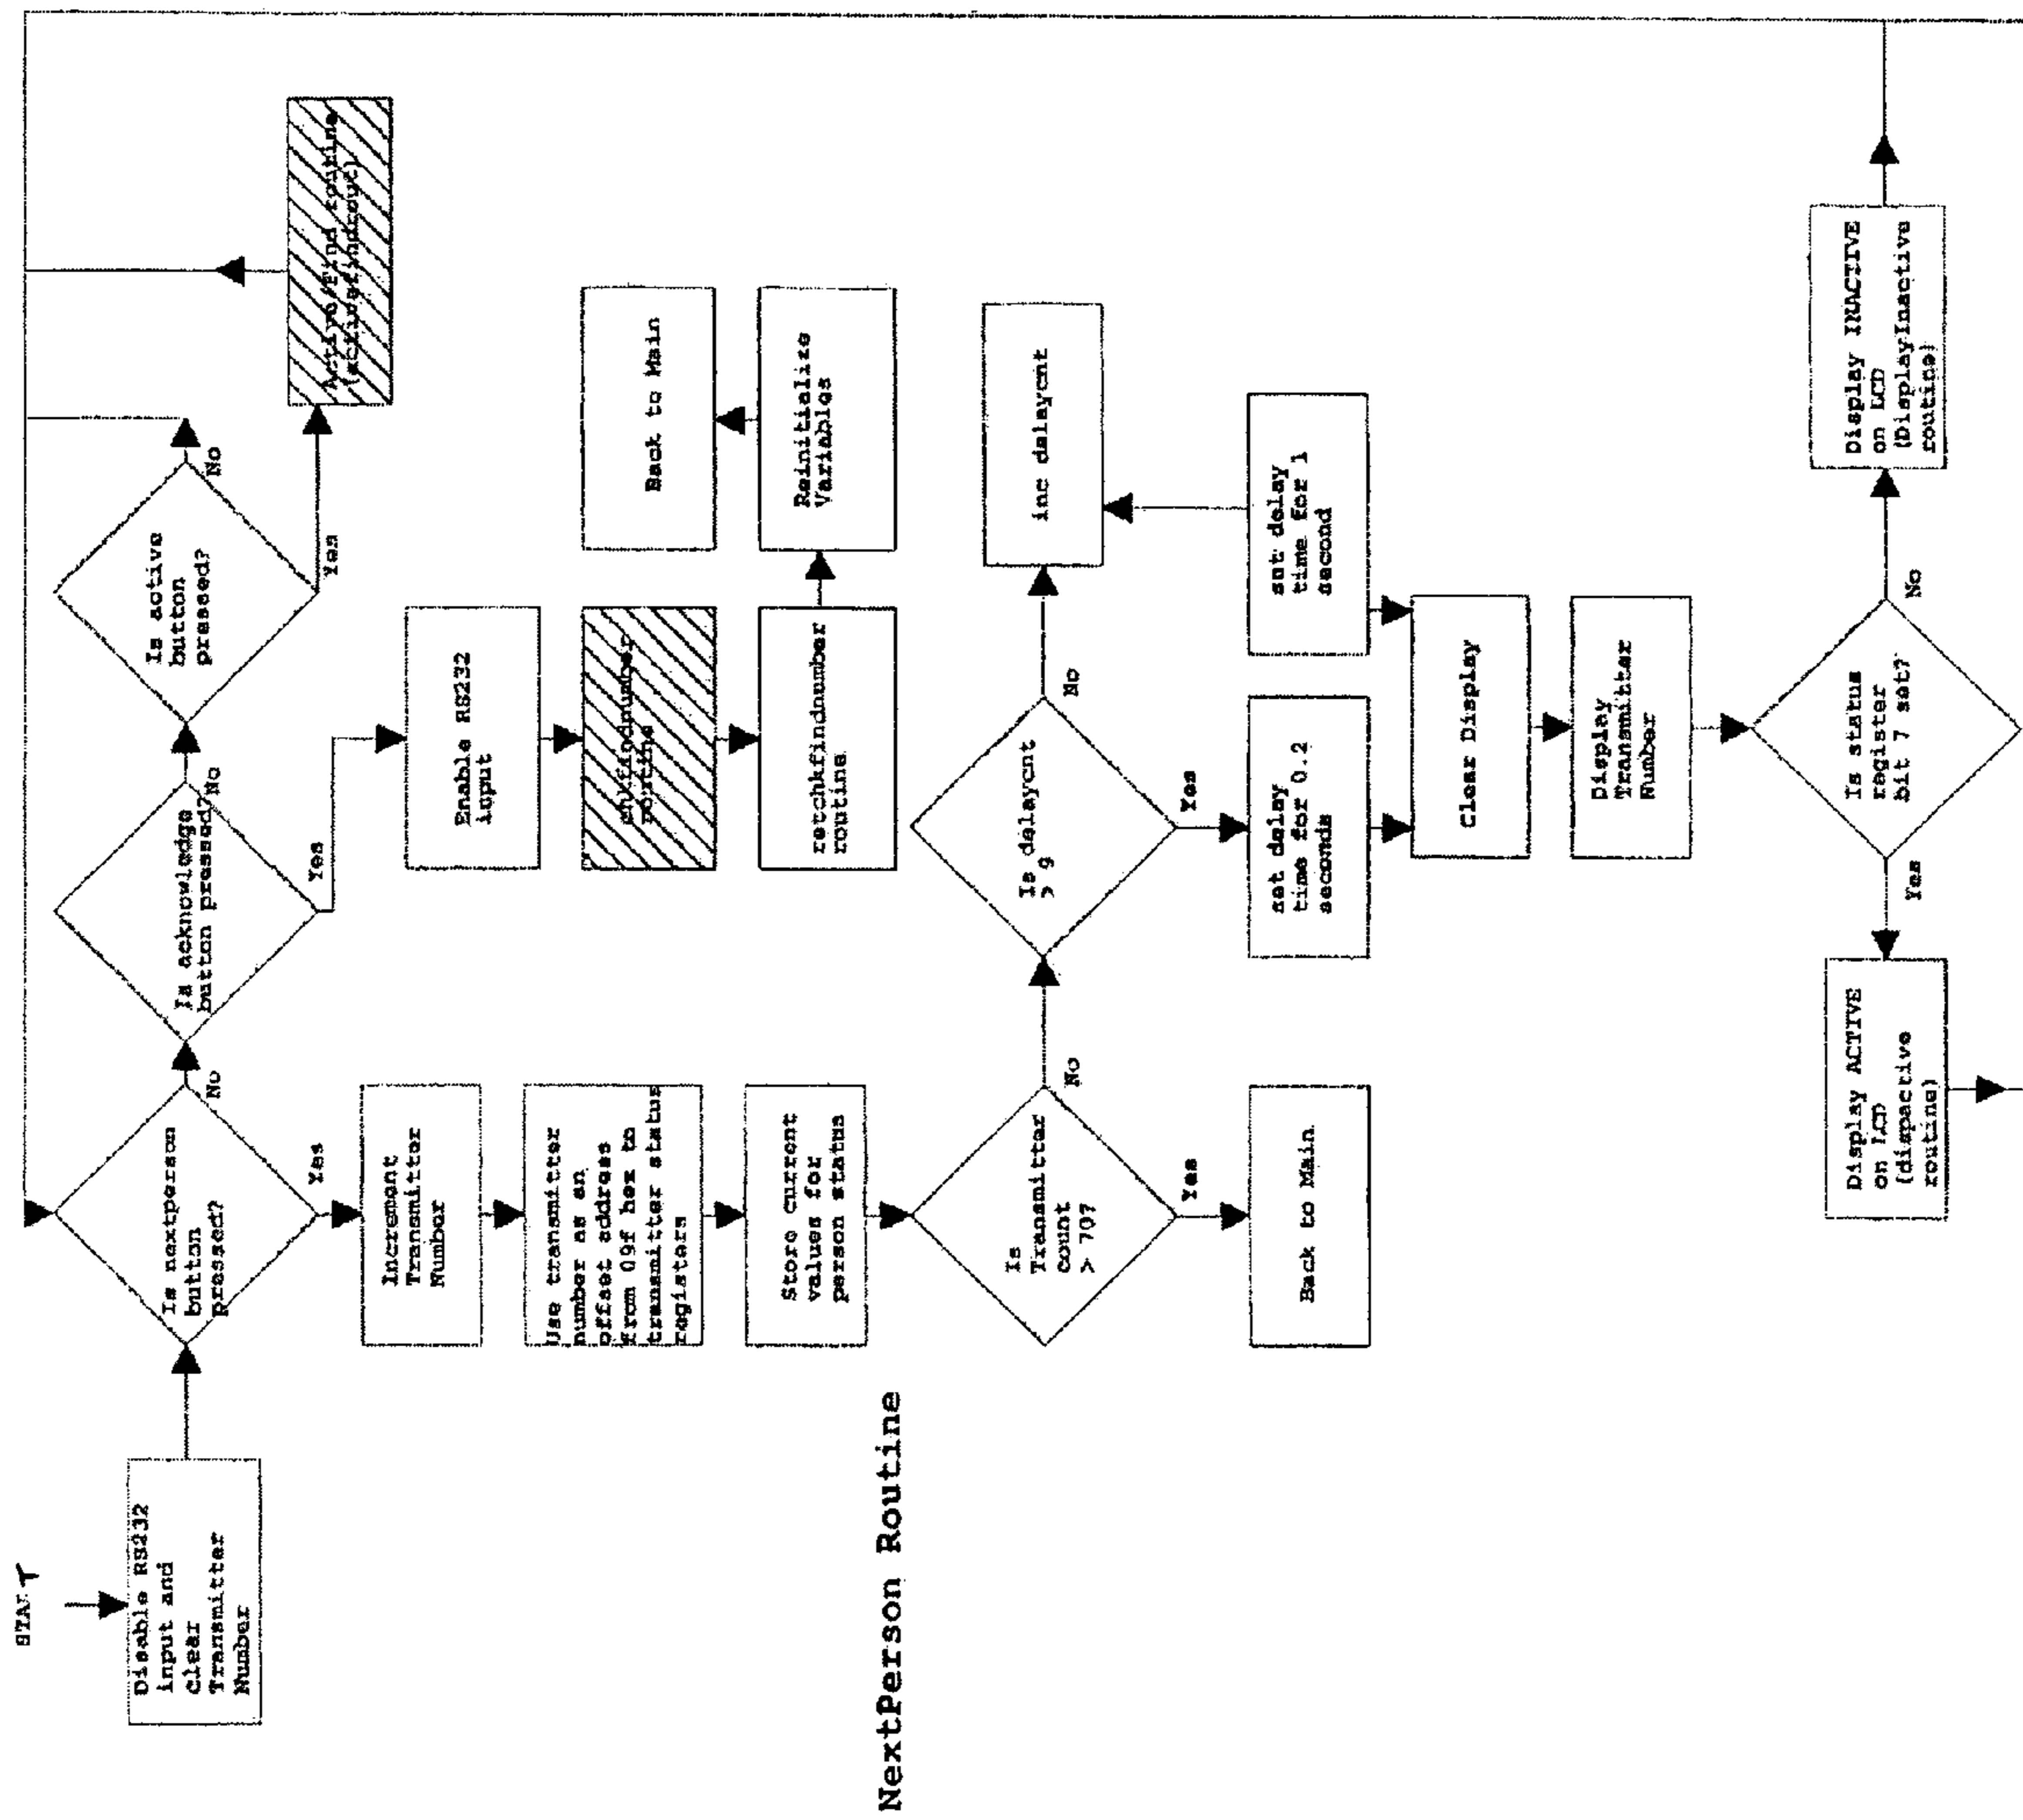 START
Disable RS232
input and
clear
Transmitter
Number
Is nextperson
button
pressed?
No
Yes
Is acknowledge
button pressed?
No
Yes
Is active
button
pressed?
No
Yes
Active/Find routine
(activefindrout)
Increment
Transmitter
Number
Use transmitter
number as an
offset address
from 09f hex to
transmitter status
registers
Store current
values for
person status
Is
Transmitter
count
> 70?
No
Yes
Back to Main
Enable RS232
input
chkfindnumber
routine
retchkfindnumber
routine
Reinitialize
Variables
Back to Main
Is delaycnt
> 9
No
Yes
inc delaycnt
set delay
time for 1
second
set delay
time for 0.2
seconds
Clear Display
Display
Transmitter
Number
Is status
register
bit 7 set?
No
Yes
Display INACTIVE
on LCD
(DisplayInactive
routine)
Display ACTIVE
on LCD
(dispactive
routine)
NextPerson Routine